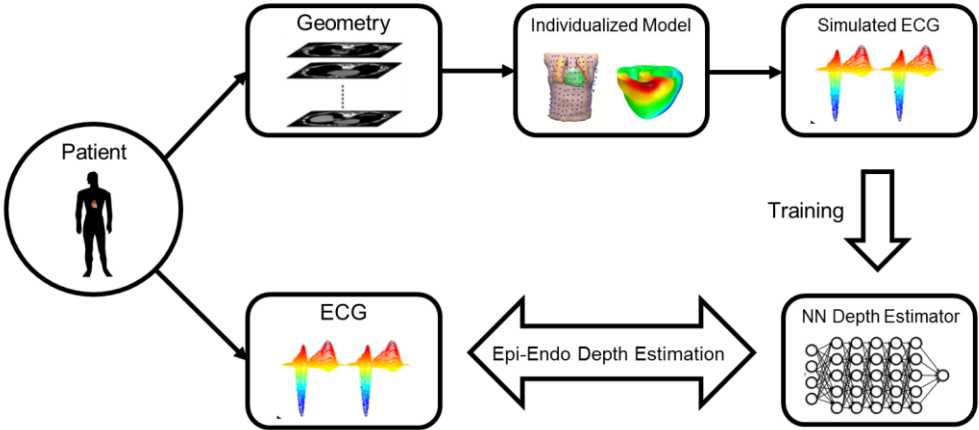 Geometry
Individualized Model
Simulated ECG
Patient
Training
ECG
Epi-Endo Depth Estimation
NN Depth Estimator